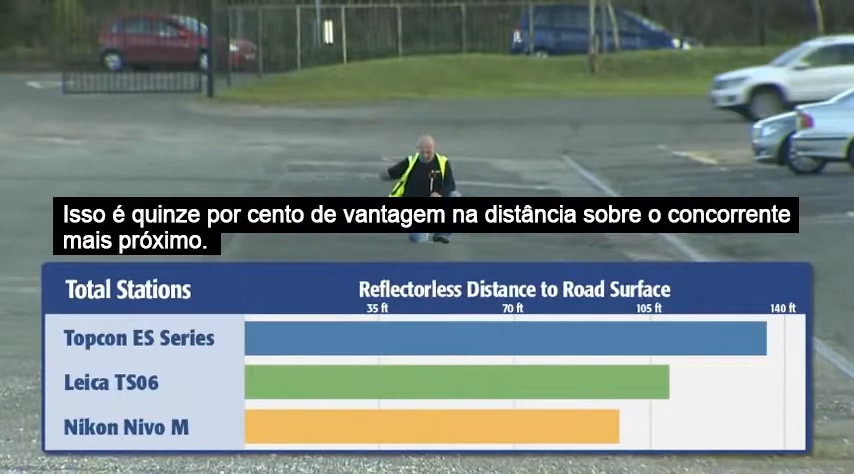 Isso é quinze por cento de vantagem na distância sobre o concorrente
mais próximo.
Total Stations
Reflectorless Distance to Road Surface
35 ft 70 ft 105 ft 140 ft
Topcon ES Series
Leica TS06
Nikon Nivo M